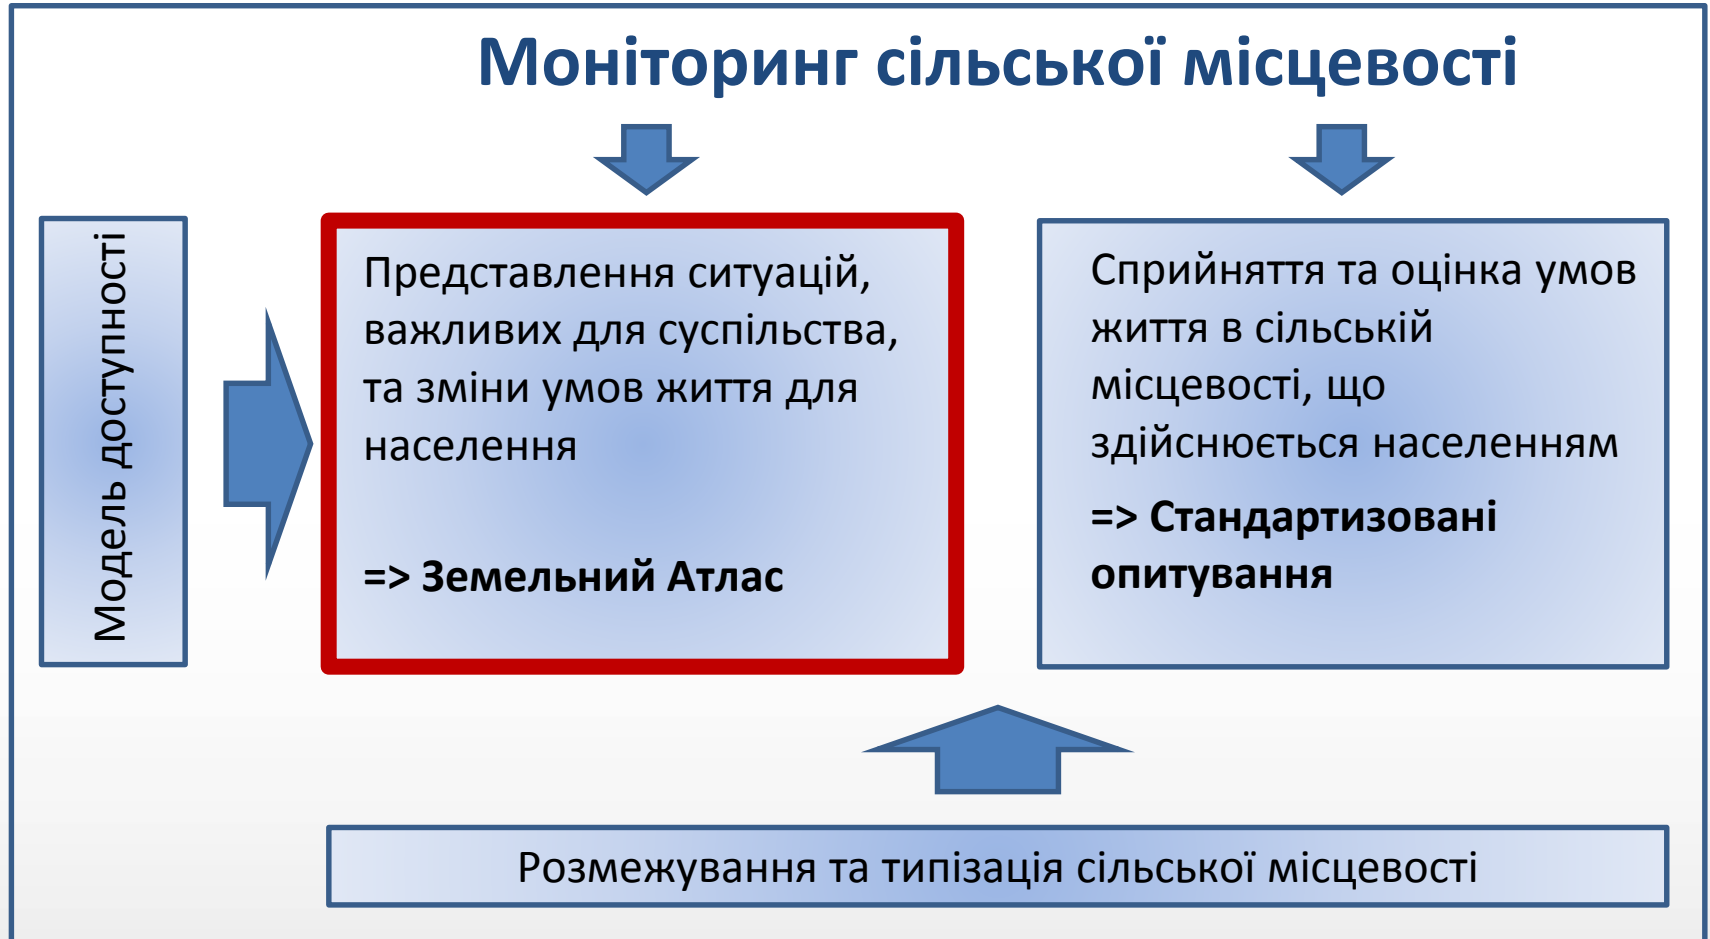 Моніторинг сільської місцевості
Модель доступності
Представлення ситуацій,
важливих для суспільства,
та зміни умов життя для
населення
=> Земельний Атлас
Сприйняття та оцінка умов
життя в сільській
місцевості, що
здійснюється населенням
=> Стандартизовані
опитування
Розмежування та типізація сільської місцевості